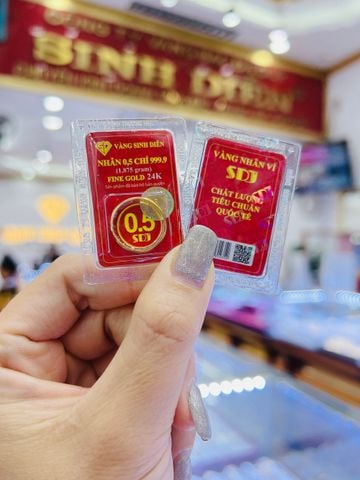 SINH DIỄN
VÀNG SINH DIỄN
NHẪN 0,5 CHỈ 999.9
(1,875 gram)
FINE GOLD 24K
0.5
SDJ
VÀNG NHẪN VỈ
SDJ
CHẤT LƯỢNG
TIÊU CHUẨN
QUỐC TẾ